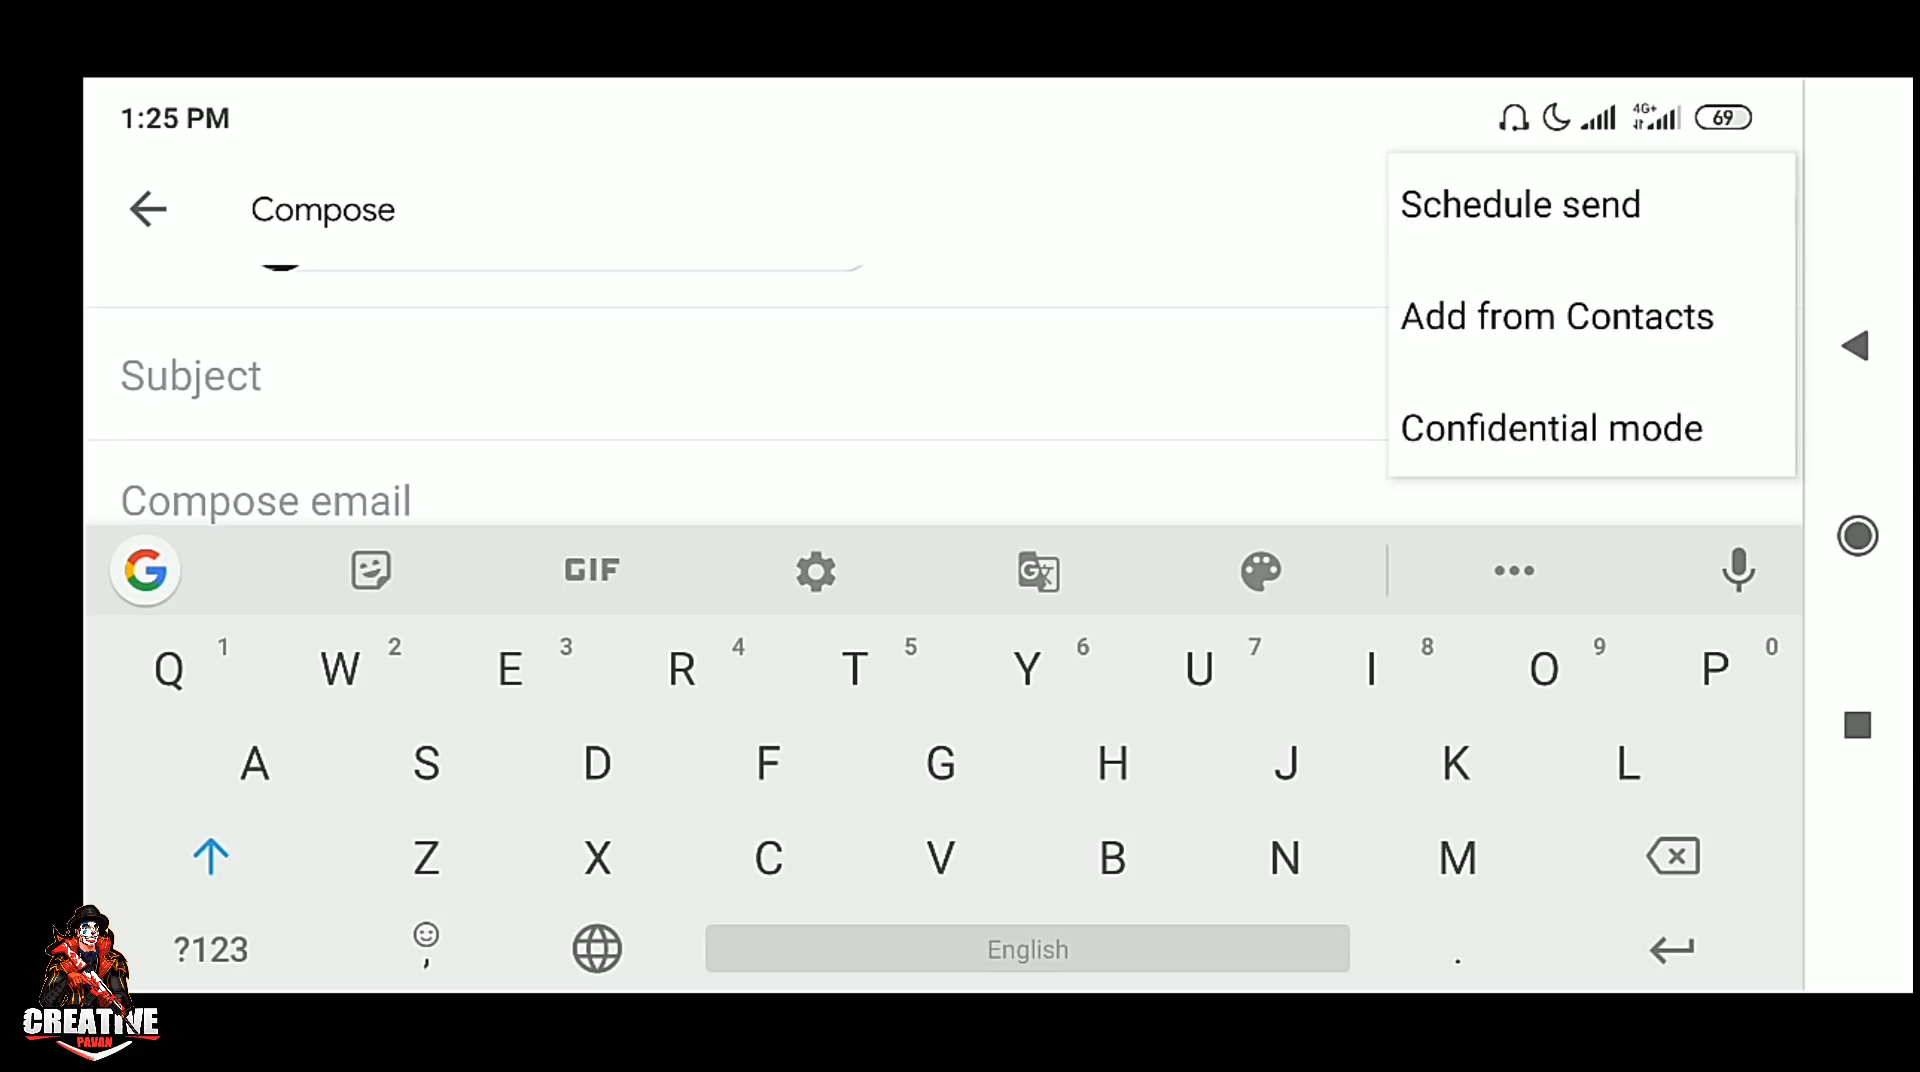 1:25 PM
4G+
69
Compose
Schedule send
Add from Contacts
Confidential mode
Subject
Compose email
G
GIF
G
Q 1 W 2 E 3 R 4 T 5 Y 6 U 7 I 8 O 9 P 0
A S D F G H J K L
Z X C V B N M
?123 , English .
CREATIVE
PAVAN